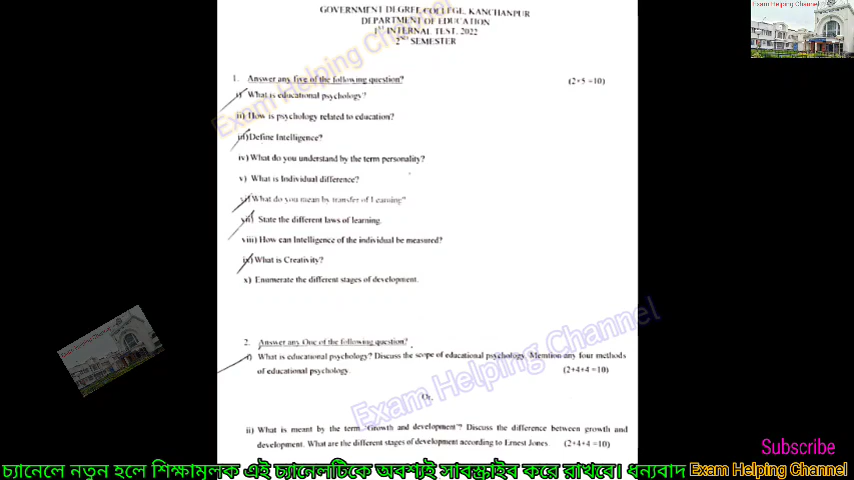 GOVERNMENT DEGREE COLLEGE, KANCHANPUR
DEPARTMENT OF EDUCATION
1ST INTERNAL TEST, 2022
2ND SEMESTER
1. Answer any five of the following question? (2×5 =10)
i) What is educational psychology?
ii) How is psychology related to education?
iii) Define Intelligence?
iv) What do you understand by the term personality?
v) What is Individual difference?
vi) What do you mean by transfer of Learning?
vii) State the different laws of learning.
viii) How can Intelligence of the individual be measured?
ix) What is Creativity?
x) Enumerate the different stages of development.
2. Answer any One of the following question?
i) What is educational psychology? Discuss the scope of educational psychology. Mention any four methods
of educational psychology. (2+4+4 =10)
Or,
ii) What is meant by the term 'Growth and development'? Discuss the difference between growth and
development. What are the different stages of development according to Ernest Jones. (2+4+4 =10)
Exam Helping Channel
Exam Helping Channel
Exam Helping Channel
Subscribe
চ্যানেলে নতুন হলে শিক্ষামূলক এই চ্যানেলটিকে অবশ্যই সাবস্ক্রাইব করে রাখবে। ধন্যবাদ
Exam Helping Channel